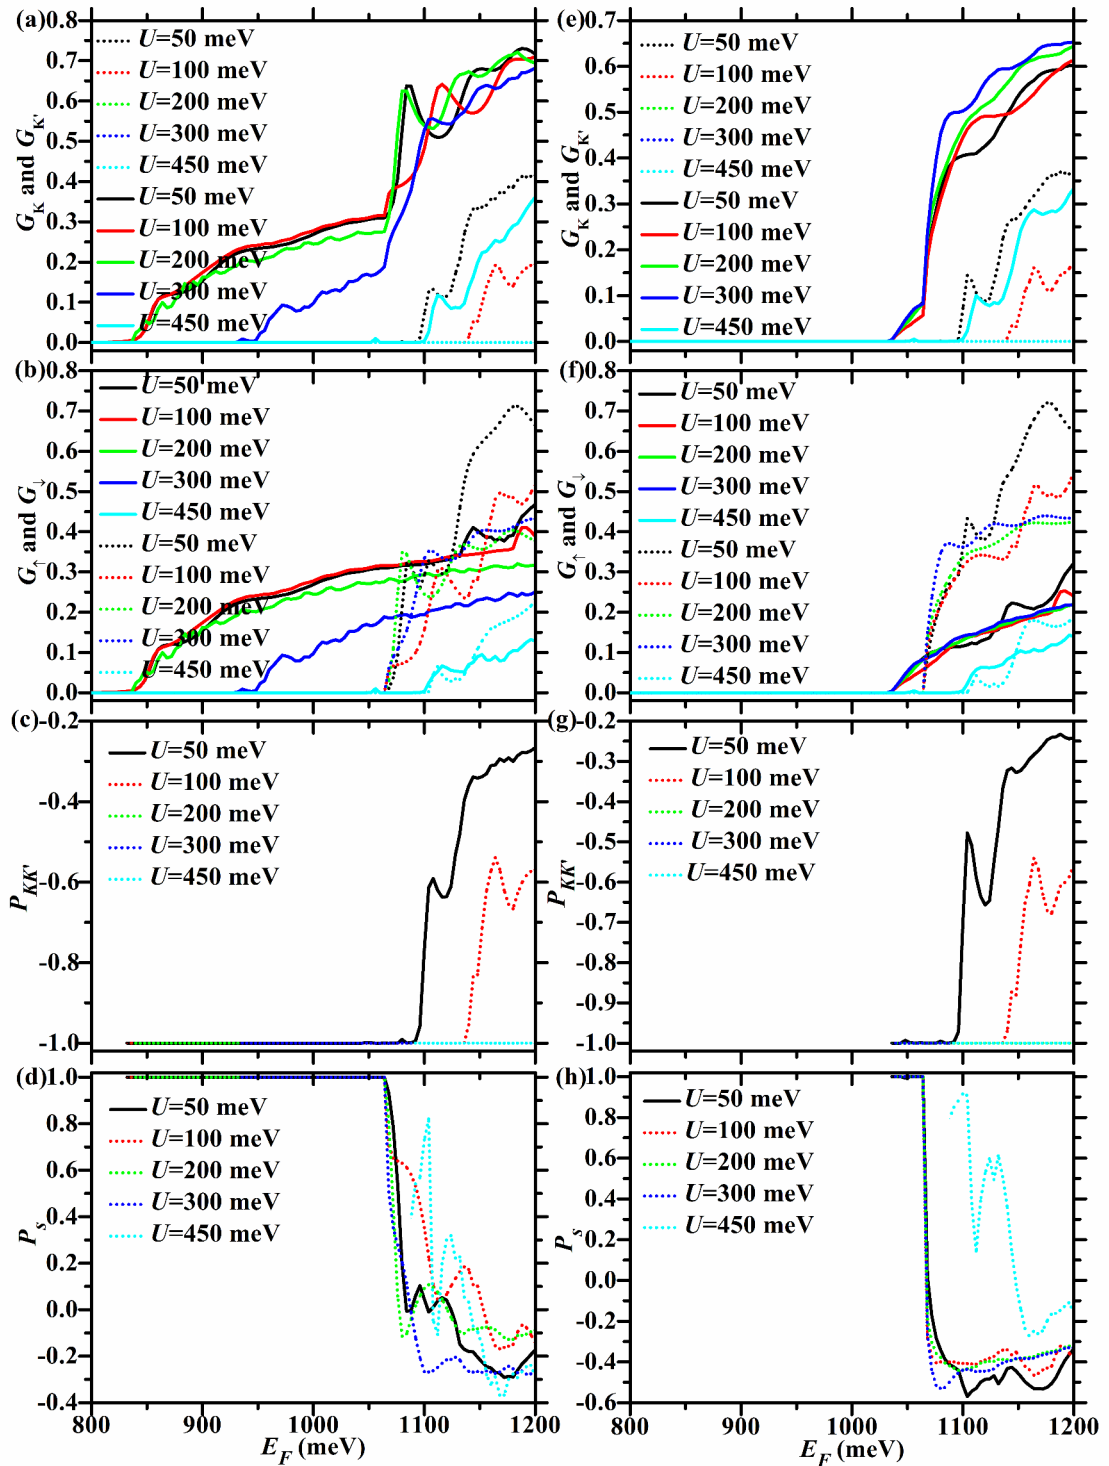 (a)
0.8
0.7
0.6
0.5
0.4
0.3
0.2
0.1
0.0
G_K and G_K'
U=50 meV
U=100 meV
U=200 meV
U=300 meV
U=450 meV
U=50 meV
U=100 meV
U=200 meV
U=300 meV
U=450 meV
(b)
0.8
0.7
0.6
0.5
0.4
0.3
0.2
0.1
0.0
G↑ and G↓
U=50 meV
U=100 meV
U=200 meV
U=300 meV
U=450 meV
U=50 meV
U=100 meV
U=200 meV
U=300 meV
U=450 meV
(c)
-0.2
-0.4
-0.6
-0.8
-1.0
P_KK'
U=50 meV
U=100 meV
U=200 meV
U=300 meV
U=450 meV
(d)
1.0
0.8
0.6
0.4
0.2
0.0
-0.2
-0.4
P_s
U=50 meV
U=100 meV
U=200 meV
U=300 meV
U=450 meV
800 900 1000 1100 1200
E_F (meV)
(e)
0.7
0.6
0.5
0.4
0.3
0.2
0.1
0.0
G_K and G_K'
U=50 meV
U=100 meV
U=200 meV
U=300 meV
U=450 meV
U=50 meV
U=100 meV
U=200 meV
U=300 meV
U=450 meV
(f)
0.8
0.7
0.6
0.5
0.4
0.3
0.2
0.1
0.0
G↑ and G↓
U=50 meV
U=100 meV
U=200 meV
U=300 meV
U=450 meV
U=50 meV
U=100 meV
U=200 meV
U=300 meV
U=450 meV
(g)
-0.2
-0.3
-0.4
-0.5
-0.6
-0.7
-0.8
-0.9
-1.0
P_KK'
U=50 meV
U=100 meV
U=200 meV
U=300 meV
U=450 meV
(h)
1.0
0.8
0.6
0.4
0.2
0.0
-0.2
-0.4
-0.6
P_s
U=50 meV
U=100 meV
U=200 meV
U=300 meV
U=450 meV
800 900 1000 1100 1200
E_F (meV)